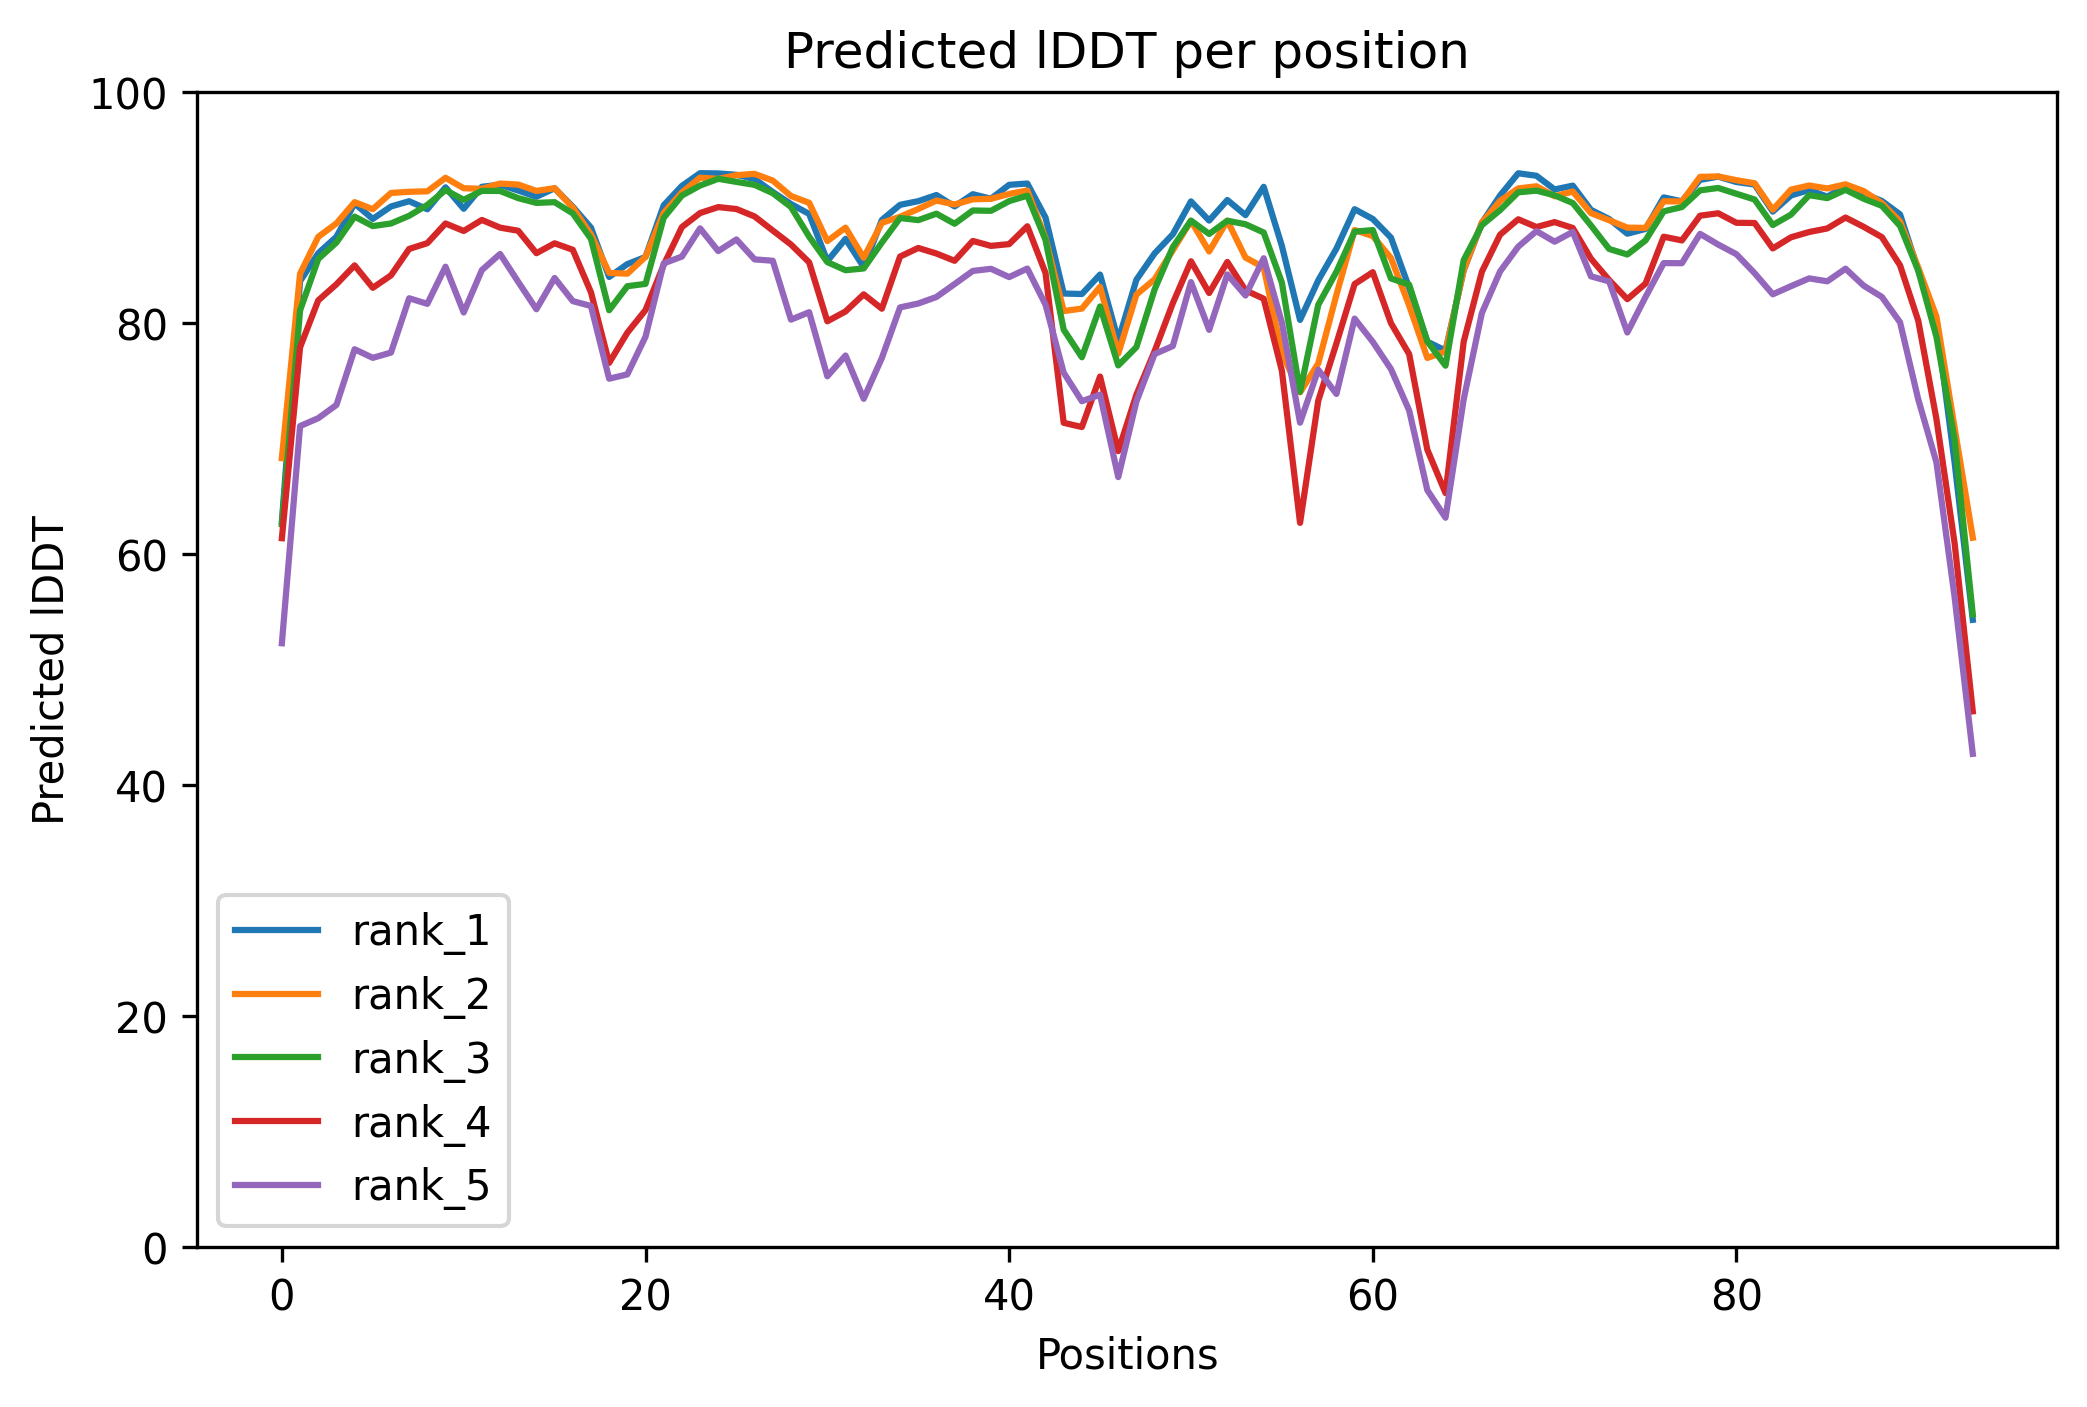 Predicted lDDT per position
100
80
60
40
20
0
Predicted lDDT
rank_1
rank_2
rank_3
rank_4
rank_5
0 20 40 60 80
Positions